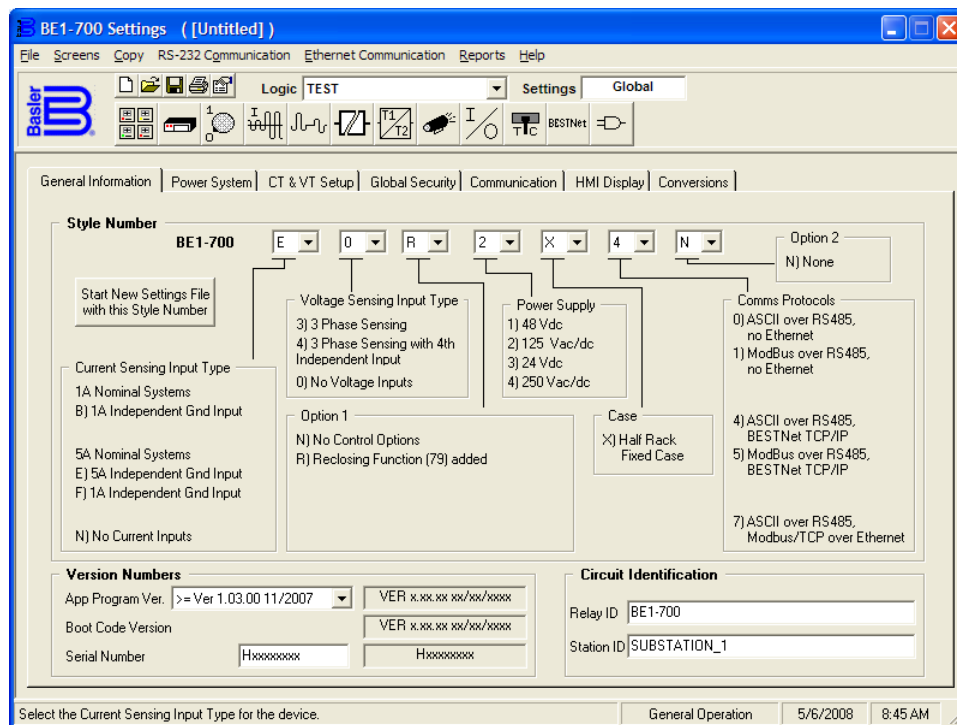 BE1-700 Settings ( [Untitled] )
File Screens Copy RS-232 Communication Ethernet Communication Reports Help
Basler
Logic TEST Settings Global
1 0 I T1 T2 I O TTC BESTNet
General Information Power System CT & VT Setup Global Security Communication HMI Display Conversions
Style Number
BE1-700 E 0 R 2 X 4 N
Option 2
N) None
Start New Settings File
with this Style Number
Voltage Sensing Input Type
3) 3 Phase Sensing
4) 3 Phase Sensing with 4th
Independent Input
0) No Voltage Inputs
Power Supply
1) 48 Vdc
2) 125 Vac/dc
3) 24 Vdc
4) 250 Vac/dc
Comms Protocols
0) ASCII over RS485,
no Ethernet
1) ModBus over RS485,
no Ethernet
4) ASCII over RS485,
BESTNet TCP/IP
5) ModBus over RS485,
BESTNet TCP/IP
7) ASCII over RS485,
Modbus/TCP over Ethernet
Current Sensing Input Type
1A Nominal Systems
B) 1A Independent Gnd Input
5A Nominal Systems
E) 5A Independent Gnd Input
F) 1A Independent Gnd Input
N) No Current Inputs
Option 1
N) No Control Options
R) Reclosing Function (79) added
Case
X) Half Rack
Fixed Case
Version Numbers
App Program Ver. >= Ver 1.03.00 11/2007 VER x.xx.xx xx/xx/xxxx
Boot Code Version VER x.xx.xx xx/xx/xxxx
Serial Number Hxxxxxxxx Hxxxxxxxx
Circuit Identification
Relay ID BE1-700
Station ID SUBSTATION_1
Select the Current Sensing Input Type for the device. General Operation 5/6/2008 8:45 AM